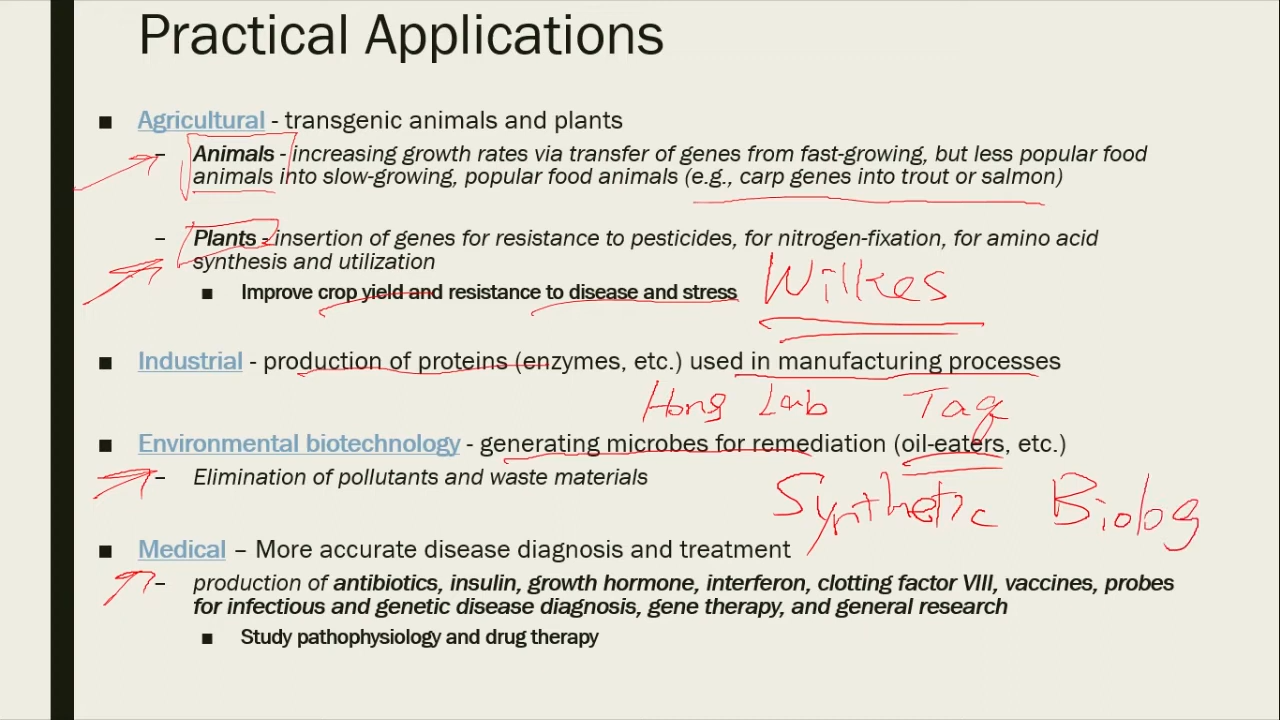 Practical Applications
■ Agricultural - transgenic animals and plants
– Animals - increasing growth rates via transfer of genes from fast-growing, but less popular food
animals into slow-growing, popular food animals (e.g., carp genes into trout or salmon)
– Plants - insertion of genes for resistance to pesticides, for nitrogen-fixation, for amino acid
synthesis and utilization
■ Improve crop yield and resistance to disease and stress
Wilkes
■ Industrial - production of proteins (enzymes, etc.) used in manufacturing processes
Hong Lab Taq
■ Environmental biotechnology - generating microbes for remediation (oil-eaters, etc.)
– Elimination of pollutants and waste materials
Synthetic Biolog
■ Medical – More accurate disease diagnosis and treatment
– production of antibiotics, insulin, growth hormone, interferon, clotting factor VIII, vaccines, probes
for infectious and genetic disease diagnosis, gene therapy, and general research
■ Study pathophysiology and drug therapy